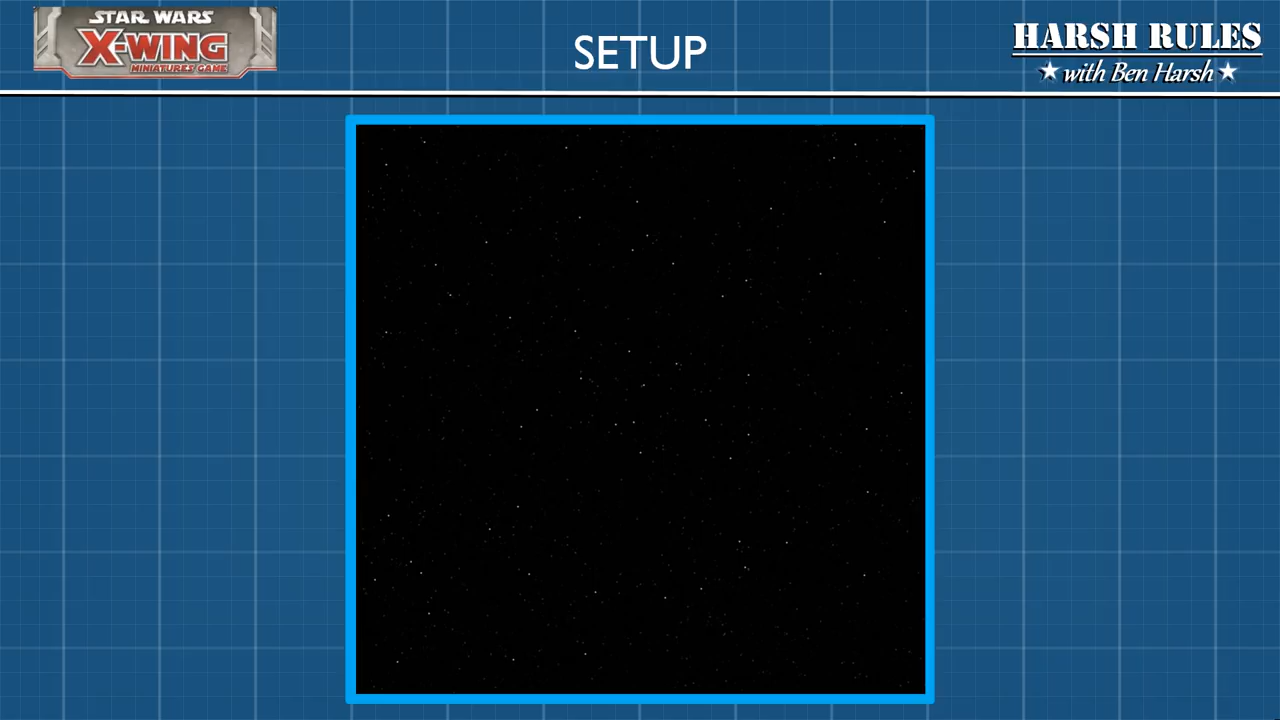 STAR WARS
X-WING
MINIATURES GAME
SETUP
HARSH RULES
with Ben Harsh